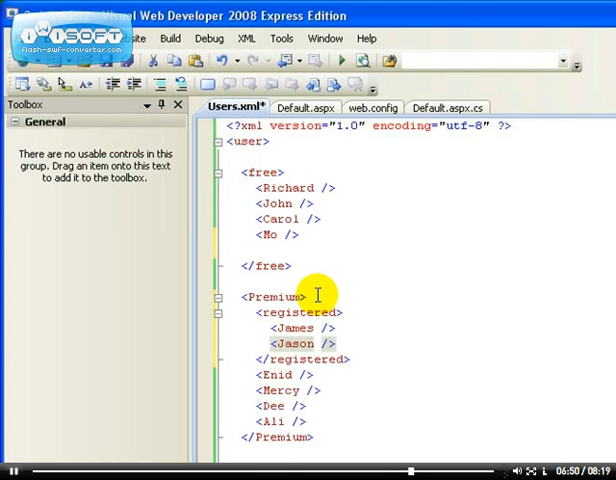 Visual Web Developer 2008 Express Edition
iWiSOFT
flash-swf-converter.com
Website Build Debug XML Tools Window Help
Toolbox
General
There are no usable controls in this
group. Drag an item onto this text
to add it to the toolbox.
Users.xml* Default.aspx web.config Default.aspx.cs
<?xml version="1.0" encoding="utf-8" ?>
<user>
<free>
<Richard />
<John />
<Carol />
<Mo />
</free>
<Premium>
<registered>
<James />
<Jason />
</registered>
<Enid />
<Mercy />
<Dee />
<Ali />
</Premium>
06:50 / 08:19